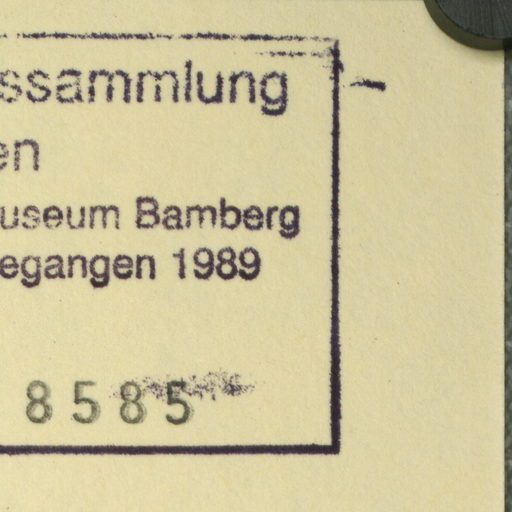 ssammlung
en
useum Bamberg
egangen 1989
8585